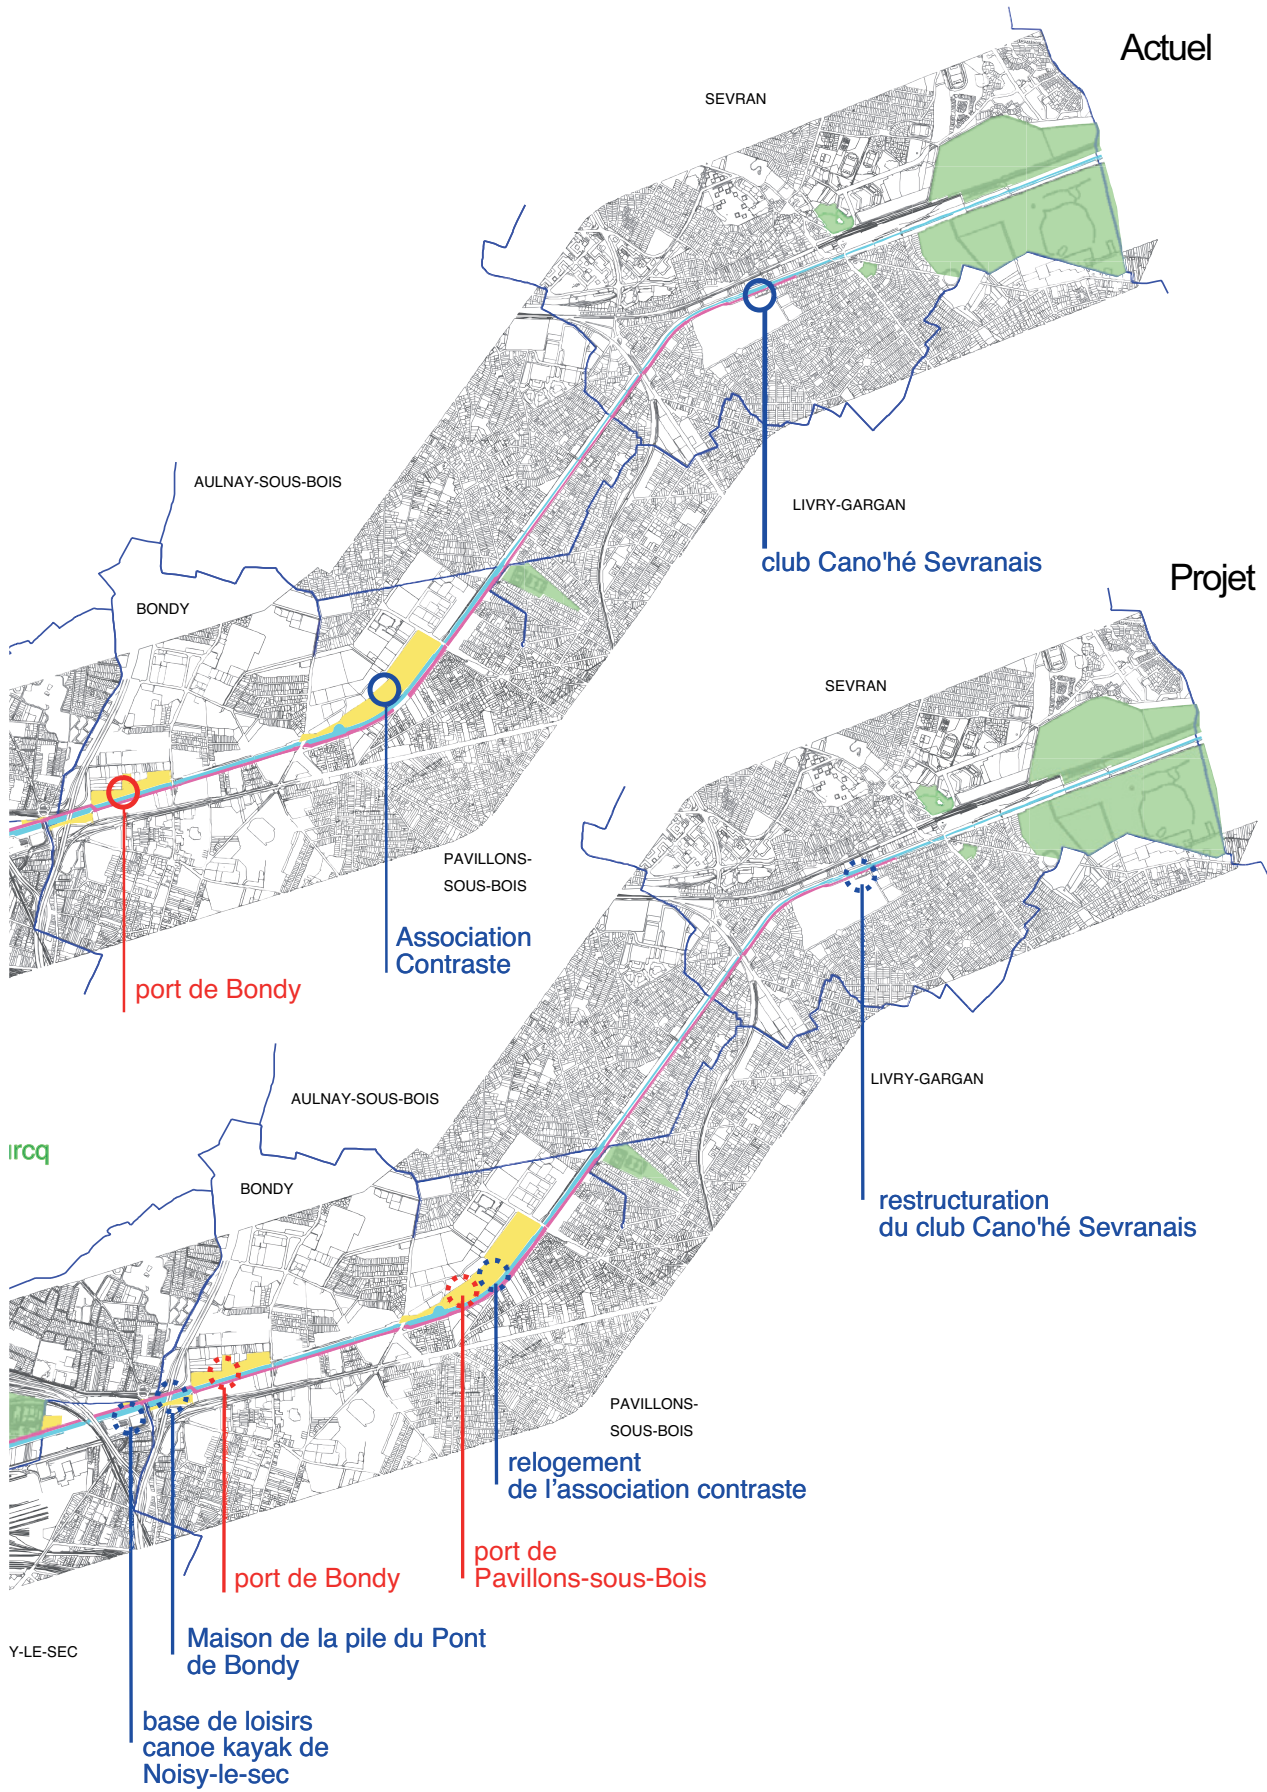 Actuel
SEVRAN
AULNAY-SOUS-BOIS
LIVRY-GARGAN
club Cano'hé Sevranais
BONDY
PAVILLONS-
SOUS-BOIS
Association
Contraste
port de Bondy
Projet
SEVRAN
LIVRY-GARGAN
AULNAY-SOUS-BOIS
ircq
BONDY
restructuration
du club Cano'hé Sevranais
PAVILLONS-
SOUS-BOIS
relogement
de l'association contraste
port de
Pavillons-sous-Bois
port de Bondy
Maison de la pile du Pont
de Bondy
Y-LE-SEC
base de loisirs
canoe kayak de
Noisy-le-sec